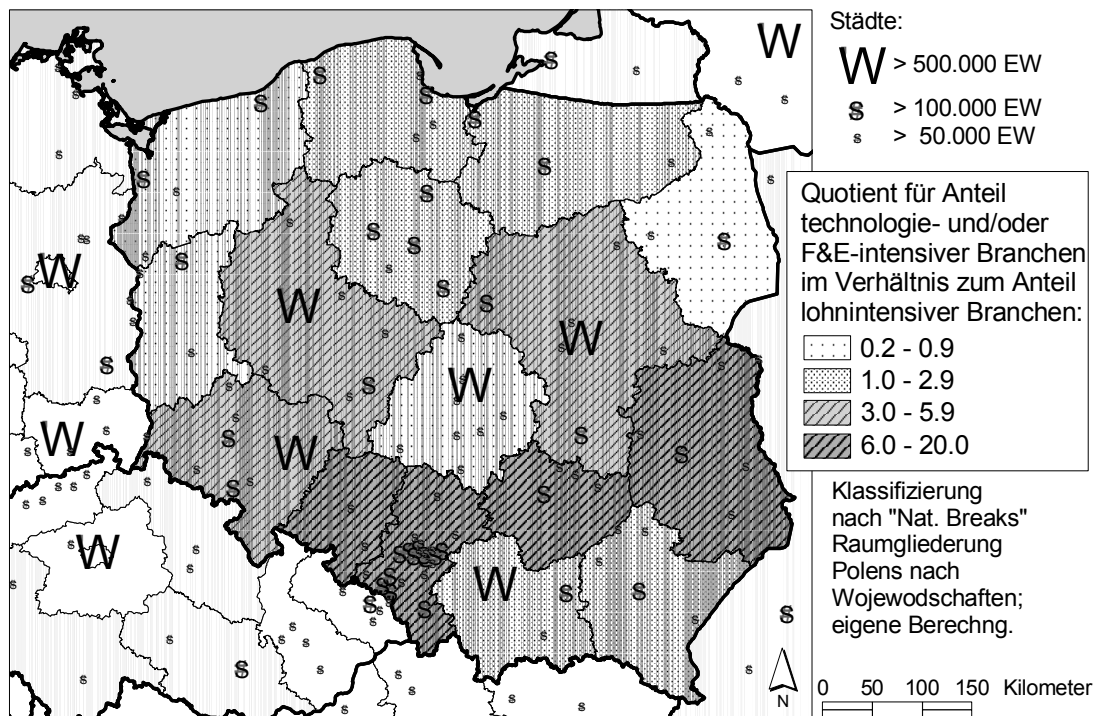 Städte:
W > 500.000 EW
s > 100.000 EW
s > 50.000 EW
Quotient für Anteil
technologie- und/oder
F&E-intensiver Branchen
im Verhältnis zum Anteil
lohnintensiver Branchen:
0.2 - 0.9
1.0 - 2.9
3.0 - 5.9
6.0 - 20.0
Klassifizierung
nach "Nat. Breaks"
Raumgliederung
Polens nach
Wojewodschaften;
eigene Berechng.
N
0 50 100 150 Kilometer